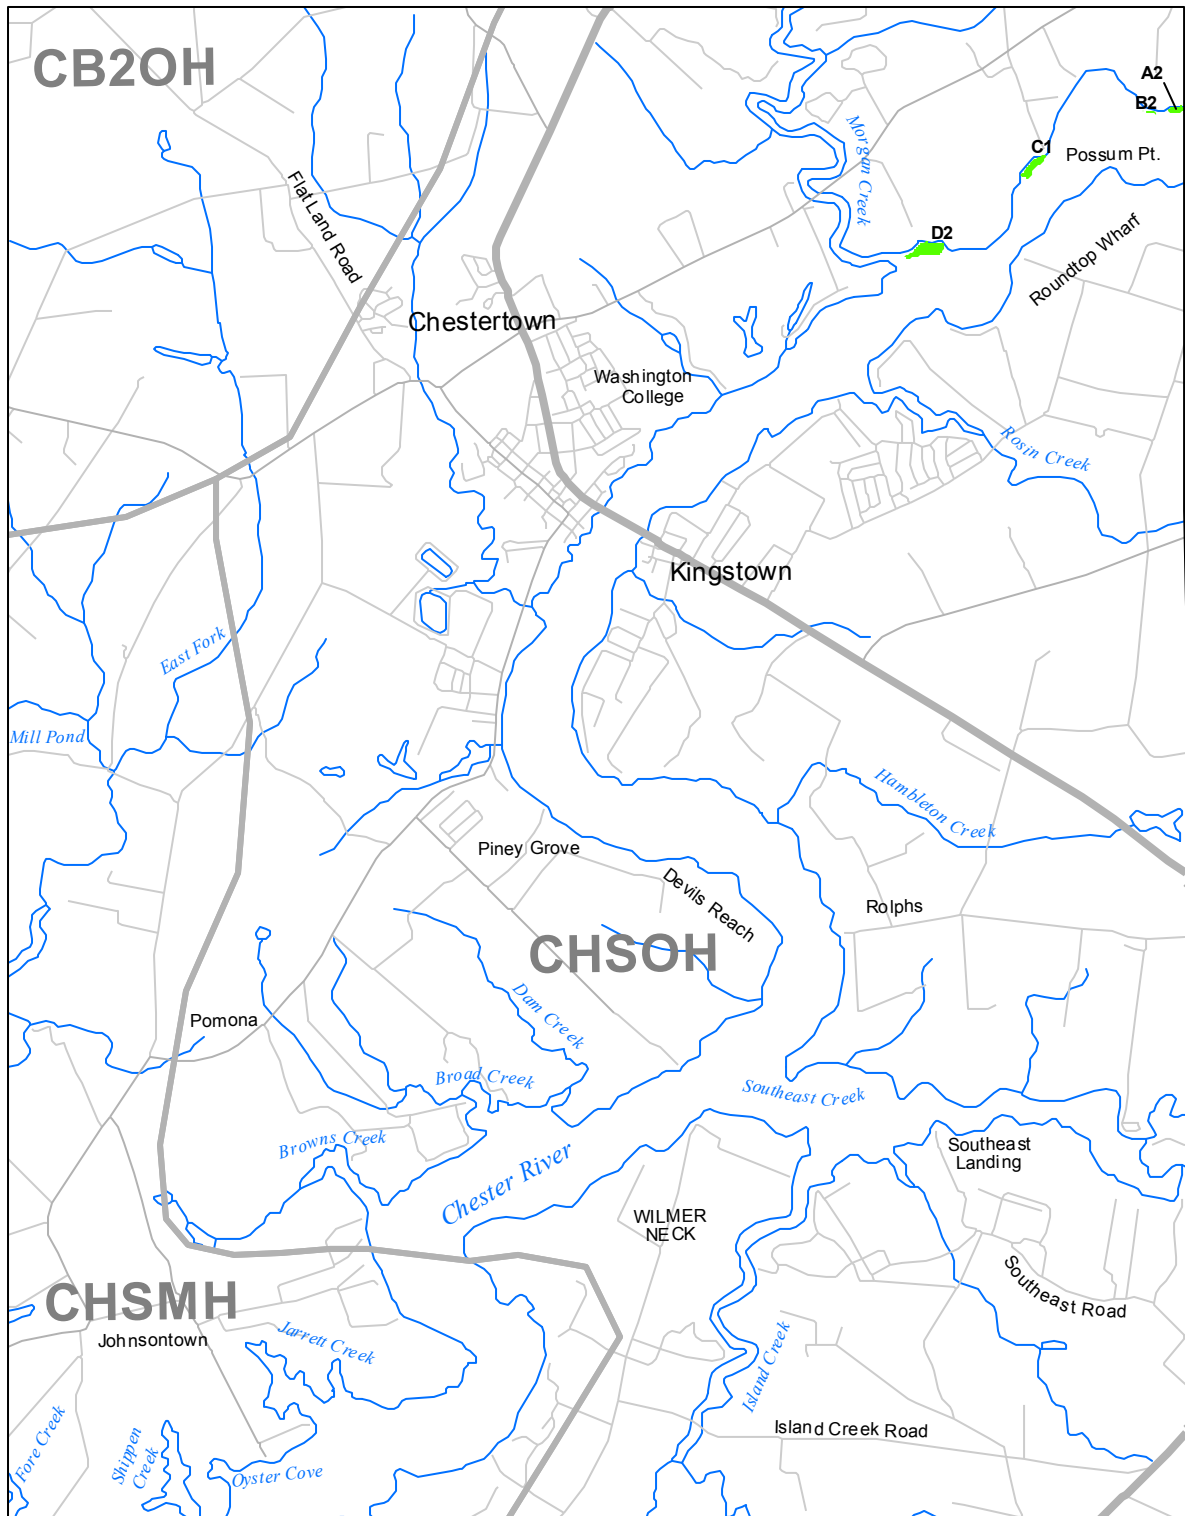 CB2OH
A2
B2
Morgan Creek
C1
Possum Pt.
Flat Land Road
D2
Roundtop Wharf
Chestertown
Washington
College
Rosin Creek
Kingstown
East Fork
Mill Pond
Hambleton Creek
Piney Grove
Devils Reach
Rolphs
CHSOH
Dam Creek
Pomona
Broad Creek
Southeast Creek
Browns Creek
Southeast
Landing
Chester River
WILMER
NECK
Southeast Road
CHSMH
Johnsontown
Jarrett Creek
Island Creek
Island Creek Road
Fore Creek
Shippen
Creek
Oyster Cove